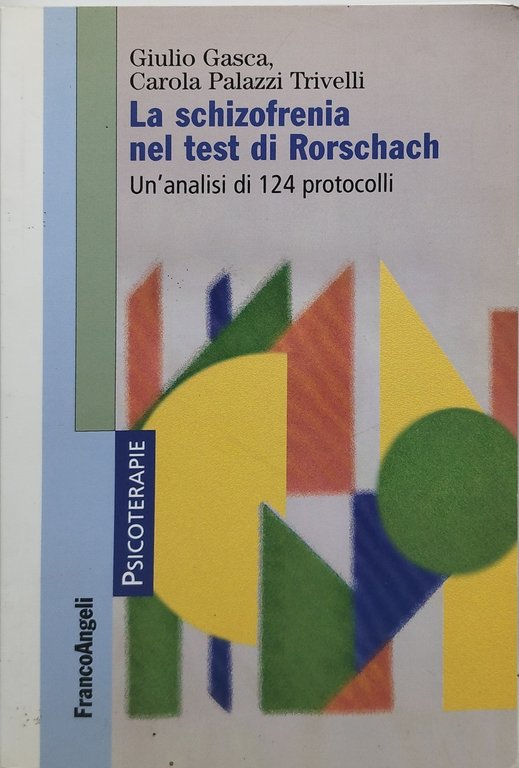 Giulio Gasca,
Carola Palazzi Trivelli
La schizofrenia
nel test di Rorschach
Un'analisi di 124 protocolli
PSICOTERAPIE
FrancoAngeli